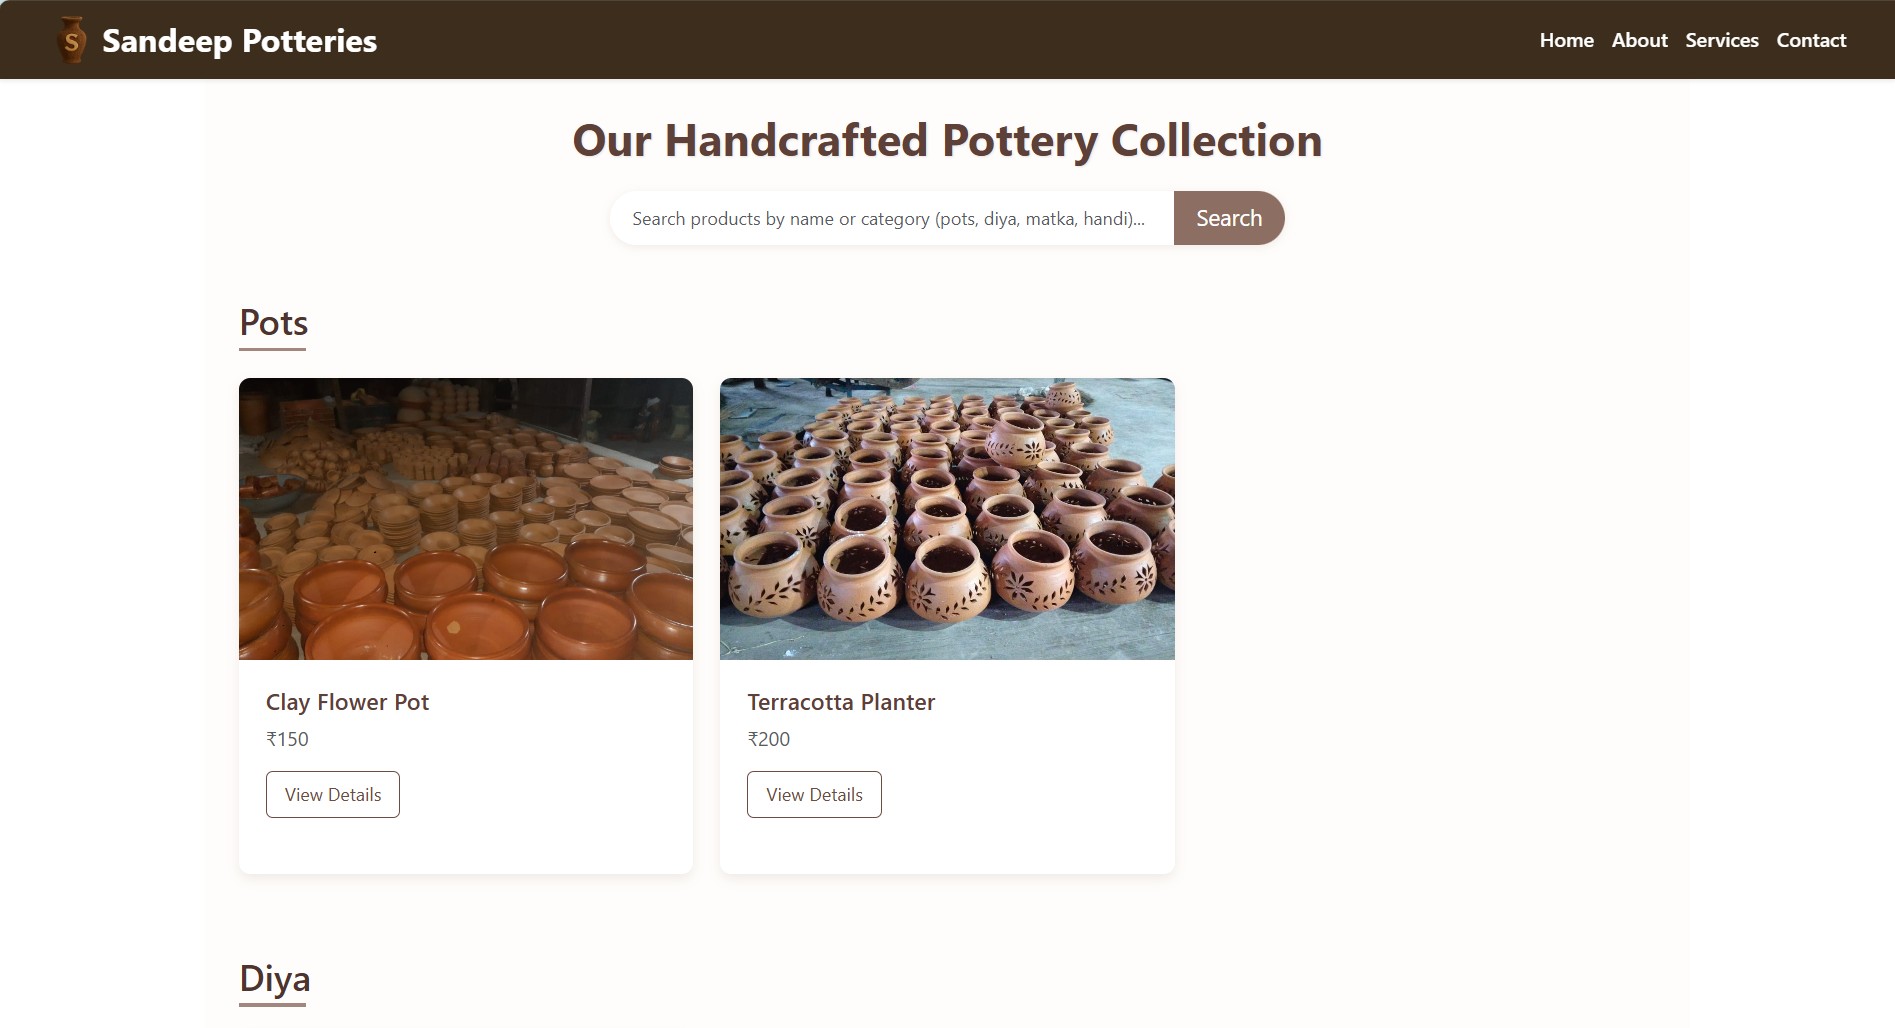 S
Sandeep Potteries
Home About Services Contact
Our Handcrafted Pottery Collection
Search products by name or category (pots, diya, matka, handi)...
Search
Pots
Clay Flower Pot
₹150
View Details
Terracotta Planter
₹200
View Details
Diya